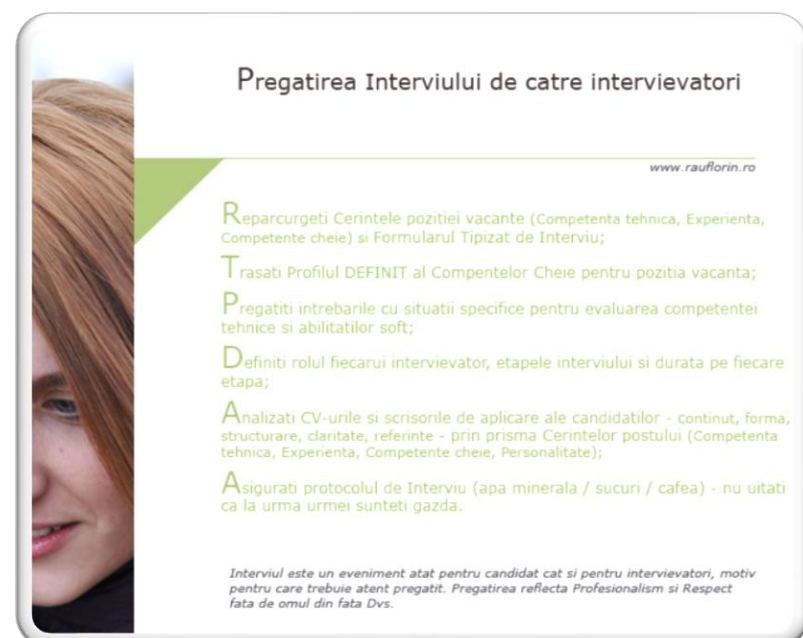 Pregatirea Interviului de catre intervievatori
www.rauflorin.ro
Reparcurgeti Cerintele pozitiei vacante (Competenta tehnica, Experienta,
Competente cheie) si Formularul Tipizat de Interviu;
Trasati Profilul DEFINIT al Compentelor Cheie pentru pozitia vacanta;
Pregatiti intrebarile cu situatii specifice pentru evaluarea competentei
tehnice si abilitatilor soft;
Definiti rolul fiecarui intervievator, etapele interviului si durata pe fiecare
etapa;
Analizati CV-urile si scrisorile de aplicare ale candidatilor - continut, forma,
structurare, claritate, referinte - prin prisma Cerintelor postului (Competenta
tehnica, Experienta, Competente cheie, Personalitate);
Asigurati protocolul de Interviu (apa minerala / sucuri / cafea) - nu uitati
ca la urma urmei sunteti gazda.
Interviul este un eveniment atat pentru candidat cat si pentru intervievatori, motiv
pentru care trebuie atent pregatit. Pregatirea reflecta Profesionalism si Respect
fata de omul din fata Dvs.